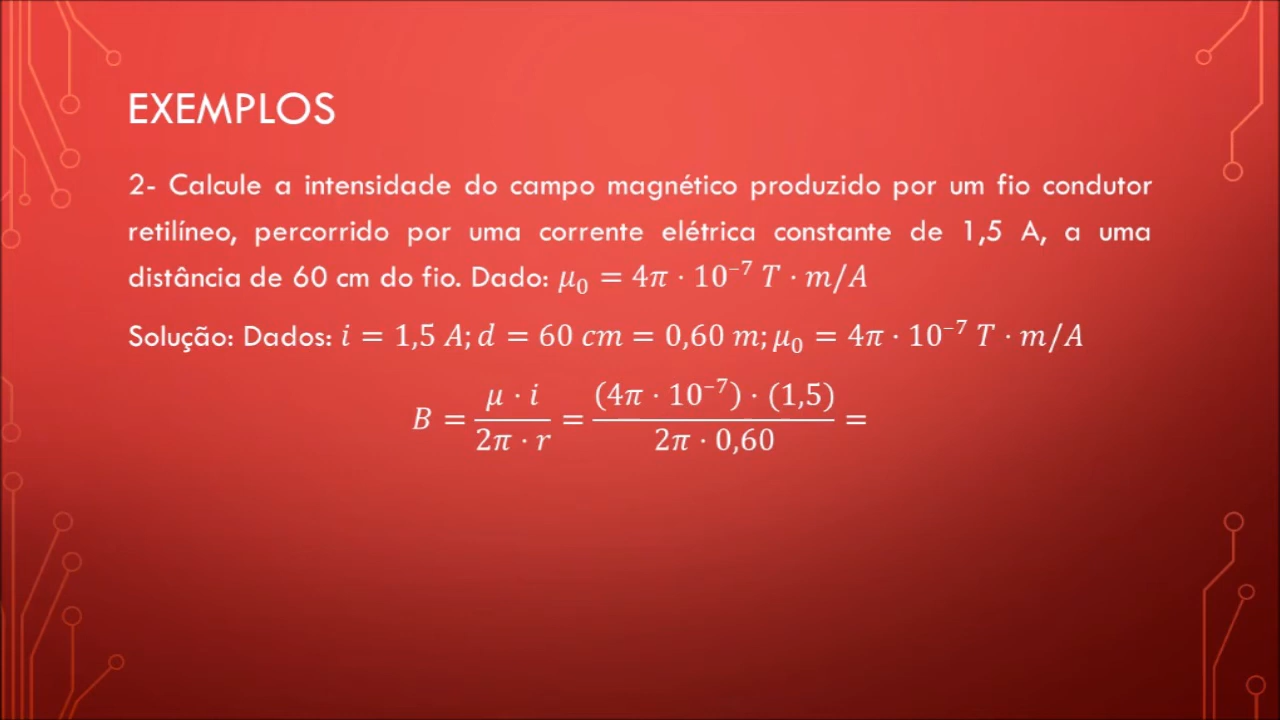 EXEMPLOS
2- Calcule a intensidade do campo magnético produzido por um fio condutor
retilíneo, percorrido por uma corrente elétrica constante de 1,5 A, a uma
distância de 60 cm do fio. Dado: μ₀ = 4π · 10⁻⁷ T · m/A
Solução: Dados: i = 1,5 A; d = 60 cm = 0,60 m; μ₀ = 4π · 10⁻⁷ T · m/A
B = μ · i / 2π · r = (4π · 10⁻⁷) · (1,5) / 2π · 0,60 =